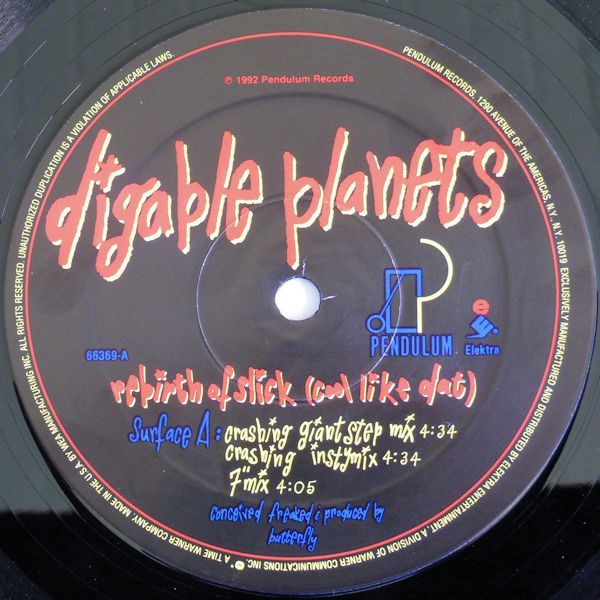 ℗ 1992 Pendulum Records
digable planets
PENDULUM
e
E
Elektra
66369-A
rebirth of slick (cool like dat)
Surface A: crashing giant step mix 4:34
crashing instymix 4:34
7" mix 4:05
conceived freaked & produced by
butterfly
PENDULUM RECORDS, 1290 AVENUE OF THE AMERICAS, N.Y., N.Y. 10019 EXCLUSIVELY MANUFACTURED AND DISTRIBUTED BY ELEKTRA ENTERTAINMENT, A DIVISION OF WARNER COMMUNICATIONS INC. ® A TIME WARNER COMPANY. MADE IN THE U.S.A. BY WEA MANUFACTURING INC. ALL RIGHTS RESERVED. UNAUTHORIZED DUPLICATION IS A VIOLATION OF APPLICABLE LAWS.